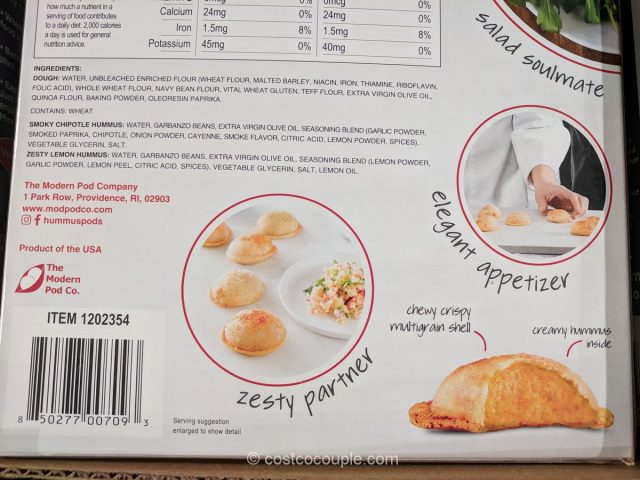 how much a nutrient in a
serving of food contributes
to a daily diet. 2,000 calories
a day is used for general
nutrition advice.
0mcg 0% 0mcg 0%
Calcium 24mg 0% 24mg 0%
Iron 1.5mg 8% 1.5mg 8%
Potassium 45mg 0% 40mg 0%
salad soulmate
INGREDIENTS:
DOUGH: WATER, UNBLEACHED ENRICHED FLOUR (WHEAT FLOUR, MALTED BARLEY, NIACIN, IRON, THIAMINE, RIBOFLAVIN,
FOLIC ACID), WHOLE WHEAT FLOUR, NAVY BEAN FLOUR, VITAL WHEAT GLUTEN, TEFF FLOUR, EXTRA VIRGIN OLIVE OIL,
QUINOA FLOUR, BAKING POWDER, OLEORESIN PAPRIKA.
CONTAINS: WHEAT
SMOKY CHIPOTLE HUMMUS: WATER, GARBANZO BEANS, EXTRA VIRGIN OLIVE OIL, SEASONING BLEND (GARLIC POWDER,
SMOKED PAPRIKA, CHIPOTLE, ONION POWDER, CAYENNE, SMOKE FLAVOR, CITRIC ACID, LEMON POWDER, SPICES),
VEGETABLE GLYCERIN, SALT.
ZESTY LEMON HUMMUS: WATER, GARBANZO BEANS, EXTRA VIRGIN OLIVE OIL, SEASONING BLEND (LEMON POWDER,
GARLIC POWDER, LEMON PEEL, CITRIC ACID, SPICES), VEGETABLE GLYCERIN, SALT, LEMON OIL.
The Modern Pod Company
1 Park Row, Providence, RI, 02903
www.modpodco.com
hummuspods
elegant appetizer
Product of the USA
The
Modern
Pod Co.
ITEM 1202354
8 50277 00709 3
zesty partner
chewy crispy
multigrain shell
creamy hummus
inside
Serving suggestion
enlarged to show detail
© costcocouple.com